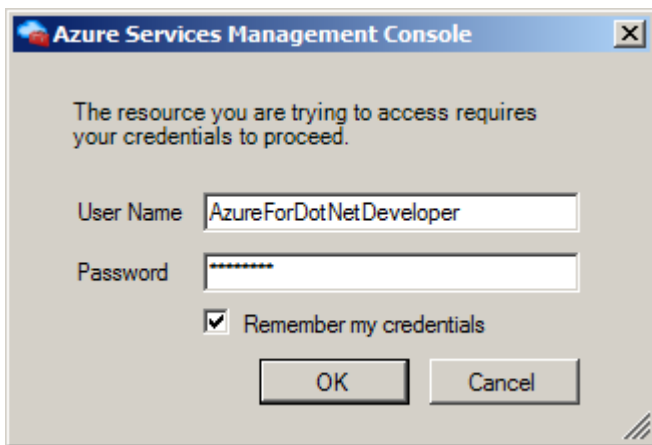 Azure Services Management Console
The resource you are trying to access requires
your credentials to proceed.
User Name AzureForDotNetDeveloper
Password ********
Remember my credentials
OK Cancel